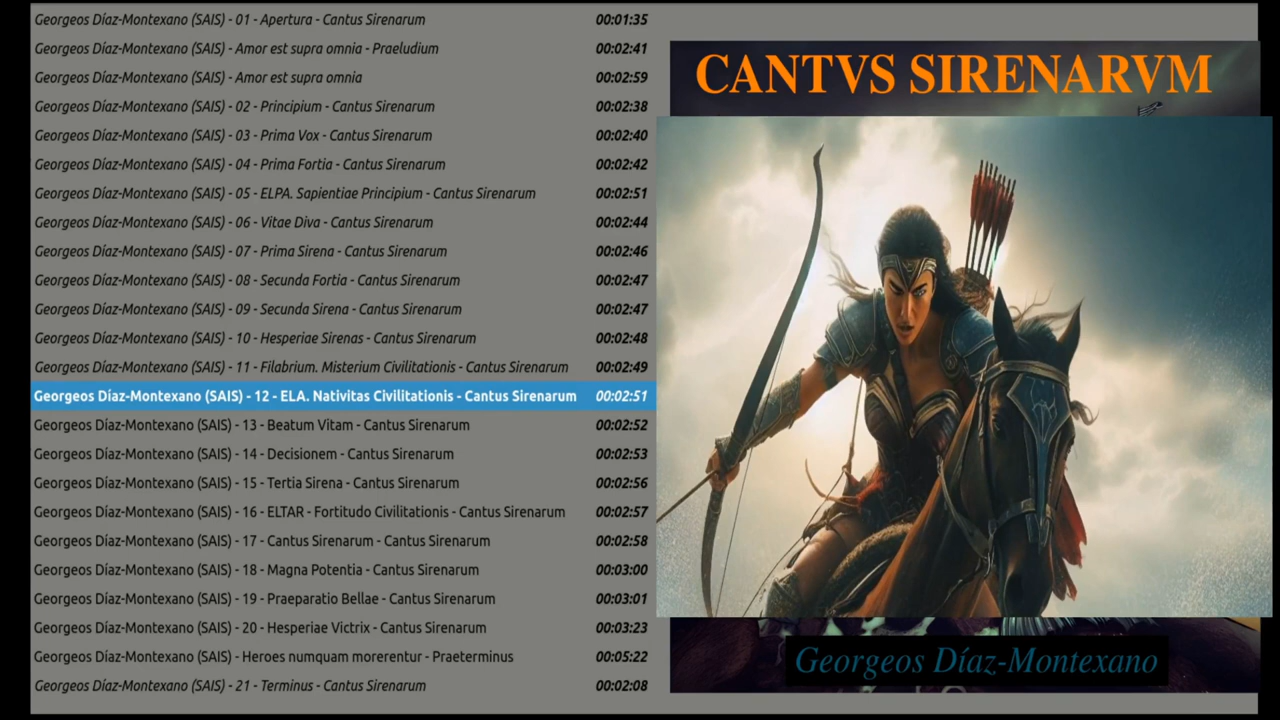 Georgeos Díaz-Montexano (SAIS) - 01 - Apertura - Cantus Sirenarum 00:01:35
Georgeos Díaz-Montexano (SAIS) - Amor est supra omnia - Praeludium 00:02:41
Georgeos Díaz-Montexano (SAIS) - Amor est supra omnia 00:02:59
Georgeos Díaz-Montexano (SAIS) - 02 - Principium - Cantus Sirenarum 00:02:38
Georgeos Díaz-Montexano (SAIS) - 03 - Prima Vox - Cantus Sirenarum 00:02:40
Georgeos Díaz-Montexano (SAIS) - 04 - Prima Fortia - Cantus Sirenarum 00:02:42
Georgeos Díaz-Montexano (SAIS) - 05 - ELPA. Sapientiae Principium - Cantus Sirenarum 00:02:51
Georgeos Díaz-Montexano (SAIS) - 06 - Vitae Diva - Cantus Sirenarum 00:02:44
Georgeos Díaz-Montexano (SAIS) - 07 - Prima Sirena - Cantus Sirenarum 00:02:46
Georgeos Díaz-Montexano (SAIS) - 08 - Secunda Fortia - Cantus Sirenarum 00:02:47
Georgeos Díaz-Montexano (SAIS) - 09 - Secunda Sirena - Cantus Sirenarum 00:02:47
Georgeos Díaz-Montexano (SAIS) - 10 - Hesperiae Sirenas - Cantus Sirenarum 00:02:48
Georgeos Díaz-Montexano (SAIS) - 11 - Filabrium. Misterium Civilitationis - Cantus Sirenarum 00:02:49
Georgeos Díaz-Montexano (SAIS) - 12 - ELA. Nativitas Civilitationis - Cantus Sirenarum 00:02:51
Georgeos Díaz-Montexano (SAIS) - 13 - Beatum Vitam - Cantus Sirenarum 00:02:52
Georgeos Díaz-Montexano (SAIS) - 14 - Decisionem - Cantus Sirenarum 00:02:53
Georgeos Díaz-Montexano (SAIS) - 15 - Tertia Sirena - Cantus Sirenarum 00:02:56
Georgeos Díaz-Montexano (SAIS) - 16 - ELTAR - Fortitudo Civilitationis - Cantus Sirenarum 00:02:57
Georgeos Díaz-Montexano (SAIS) - 17 - Cantus Sirenarum - Cantus Sirenarum 00:02:58
Georgeos Díaz-Montexano (SAIS) - 18 - Magna Potentia - Cantus Sirenarum 00:03:00
Georgeos Díaz-Montexano (SAIS) - 19 - Praeparatio Bellae - Cantus Sirenarum 00:03:01
Georgeos Díaz-Montexano (SAIS) - 20 - Hesperiae Victrix - Cantus Sirenarum 00:03:23
Georgeos Díaz-Montexano (SAIS) - Heroes numquam morerentur - Praeterminus 00:05:22
Georgeos Díaz-Montexano (SAIS) - 21 - Terminus - Cantus Sirenarum 00:02:08
CANTVS SIRENARVM
Georgeos Díaz-Montexano